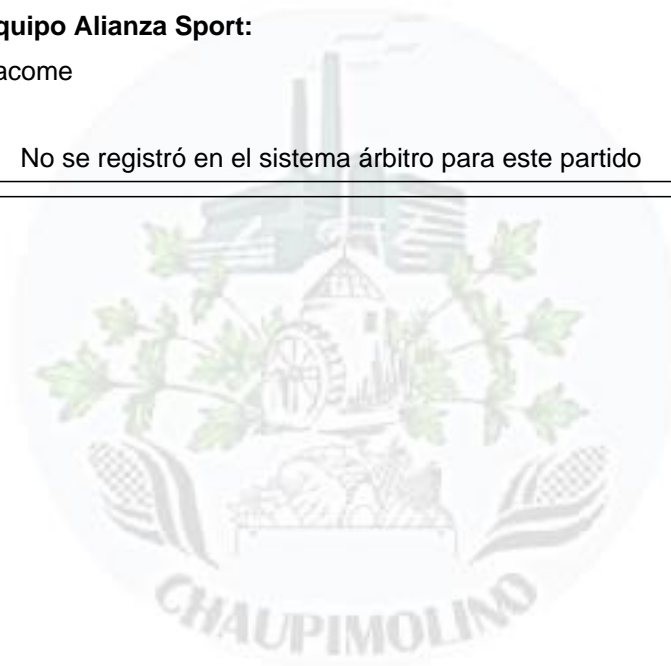 quipo Alianza Sport:
acome
No se registró en el sistema árbitro para este partido
CHAUPIMOLINO